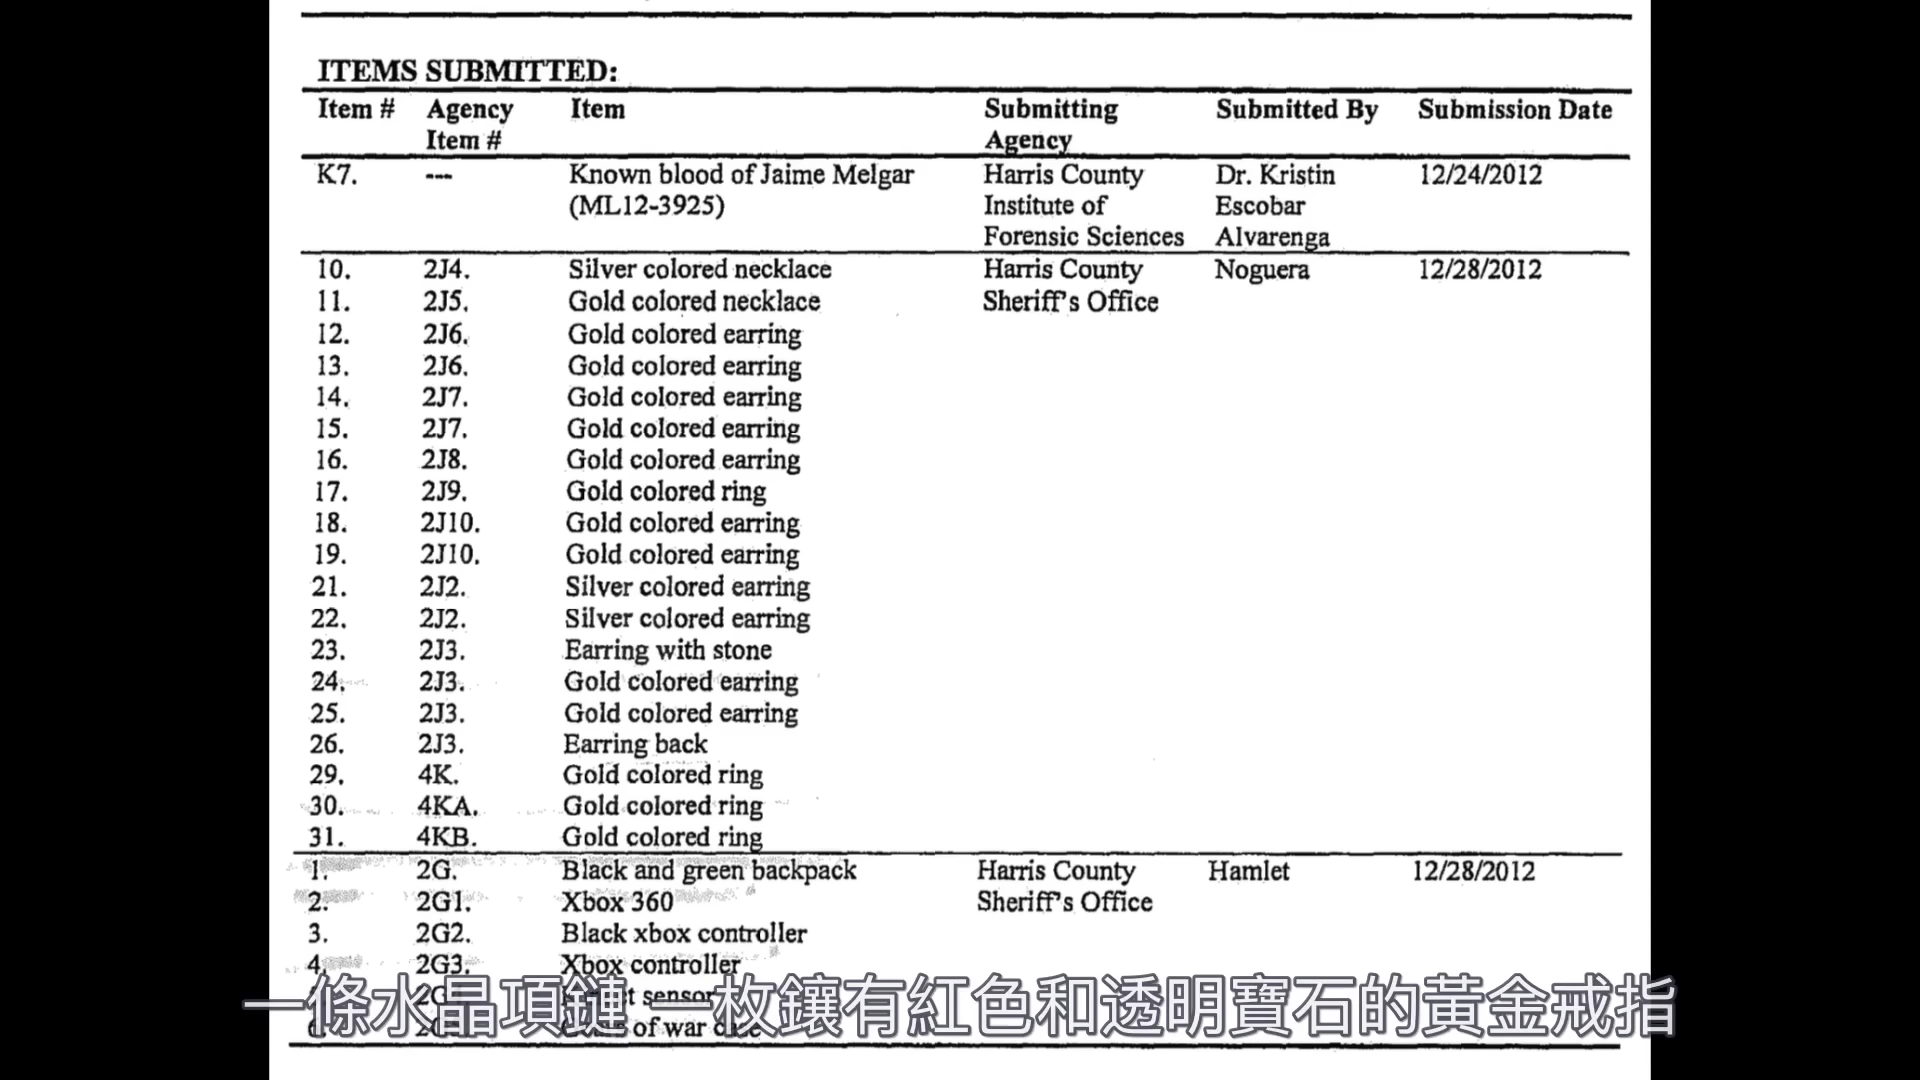 ITEMS SUBMITTED:
Item # Agency Item # Item Submitting Agency Submitted By Submission Date
K7. --- Known blood of Jaime Melgar Harris County Dr. Kristin 12/24/2012
(ML12-3925) Institute of Escobar
Forensic Sciences Alvarenga
10. 2J4. Silver colored necklace Harris County Noguera 12/28/2012
11. 2J5. Gold colored necklace Sheriff's Office
12. 2J6. Gold colored earring
13. 2J6. Gold colored earring
14. 2J7. Gold colored earring
15. 2J7. Gold colored earring
16. 2J8. Gold colored earring
17. 2J9. Gold colored ring
18. 2J10. Gold colored earring
19. 2J10. Gold colored earring
21. 2J2. Silver colored earring
22. 2J2. Silver colored earring
23. 2J3. Earring with stone
24. 2J3. Gold colored earring
25. 2J3. Gold colored earring
26. 2J3. Earring back
29. 4K. Gold colored ring
30. 4KA. Gold colored ring
31. 4KB. Gold colored ring
1. 2G. Black and green backpack Harris County Hamlet 12/28/2012
2. 2G1. Xbox 360 Sheriff's Office
3. 2G2. Black xbox controller
4. 2G3. Xbox controller
sensor
of war
一條水晶項鏈 一枚鑲有紅色和透明寶石的黃金戒指